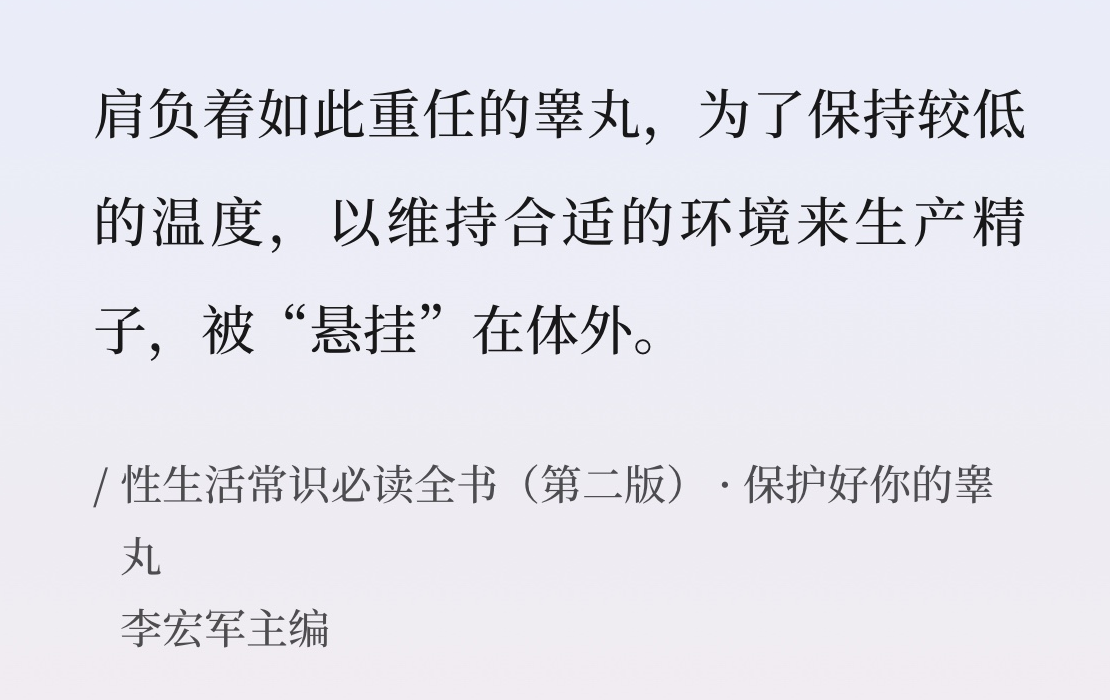 肩负着如此重任的睾丸，为了保持较低
的温度，以维持合适的环境来生产精
子，被“悬挂”在体外。
/ 性生活常识必读全书（第二版）·保护好你的睾
丸
李宏军主编